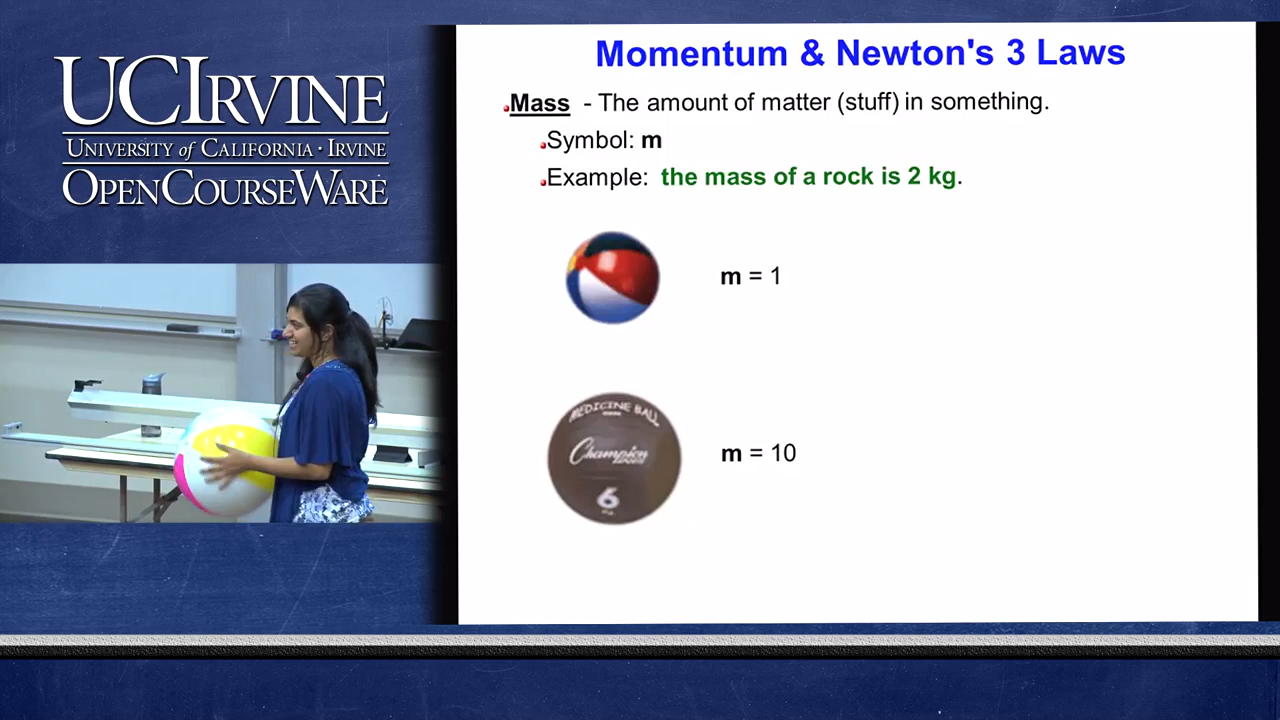 UCIRVINE
UNIVERSITY of CALIFORNIA · IRVINE
OPENCOURSEWARE
Momentum & Newton's 3 Laws
Mass - The amount of matter (stuff) in something.
Symbol: m
Example: the mass of a rock is 2 kg.
m = 1
MEDICINE BALL
Champion
6
m = 10